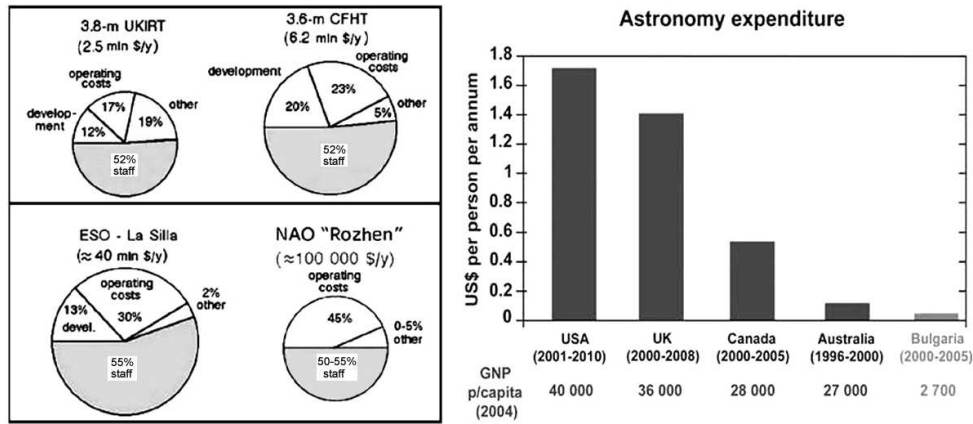 3.8-m UKIRT
(2.5 mln $/y)
operating
costs
develop-
ment
other
17%
12%
19%
52%
staff
3.6-m CFHT
(6.2 mln $/y)
development
operating
costs
other
20%
23%
5%
52%
staff
ESO - La Silla
(≈ 40 mln $/y)
operating
costs
30%
13%
devel.
2%
other
55%
staff
NAO "Rozhen"
(≈100 000 $/y)
operating
costs
45%
0-5%
other
50-55%
staff
Astronomy expenditure
US$ per person per annum
1.8
1.6
1.4
1.2
1
0.8
0.6
0.4
0.2
0
USA UK Canada Australia Bulgaria
(2001-2010) (2000-2008) (2000-2005) (1996-2000) (2000-2005)
GNP
p/capita
(2004)
40 000 36 000 28 000 27 000 2 700